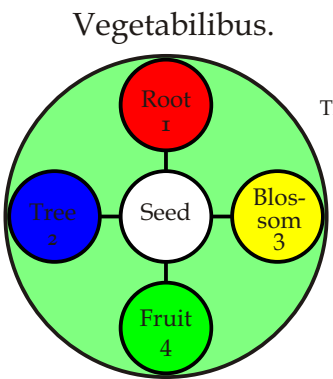 Vegetabilibus.
Root
1
T
Tree
2
Seed
Blos-
som
3
Fruit
4